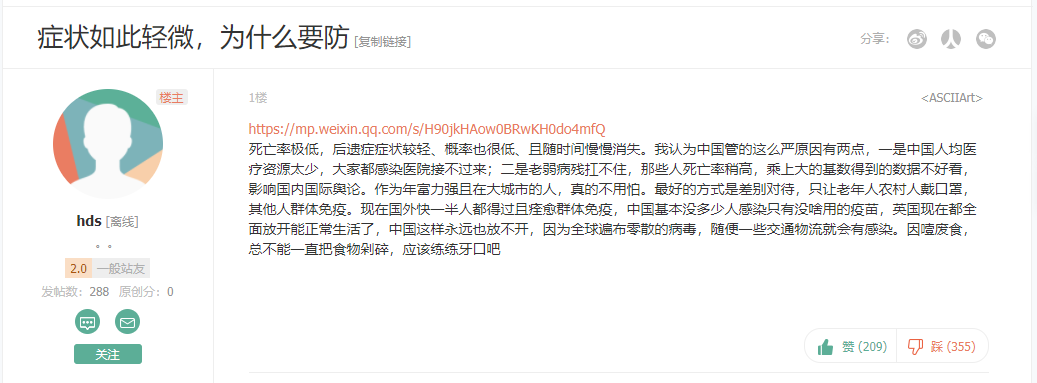 症状如此轻微，为什么要防 [复制链接]
分享：
楼主
1楼
<ASCIIArt>
https://mp.weixin.qq.com/s/H90jkHAow0BRwKH0do4mfQ
死亡率极低，后遗症症状较轻、概率也很低、且随时间慢慢消失。我认为中国管的这么严原因有两点，一是中国人均医
疗资源太少，大家都感染医院接不过来；二是老弱病残扛不住，那些人死亡率稍高，乘上大的基数得到的数据不好看，
影响国内国际舆论。作为年富力强且在大城市的人，真的不用怕。最好的方式是差别对待，只让老年人农村人戴口罩，
其他人群体免疫。现在国外快一半人都得过且痊愈群体免疫，中国基本没多少人感染只有没啥用的疫苗，英国现在都全
面放开能正常生活了，中国这样永远也放不开，因为全球遍布零散的病毒，随便一些交通物流就会有感染。因噎废食，
总不能一直把食物剁碎，应该练练牙口吧
hds [离线]
。。
2.0 一般站友
发帖数：288 原创分：0
关注
赞 (209)
踩 (355)